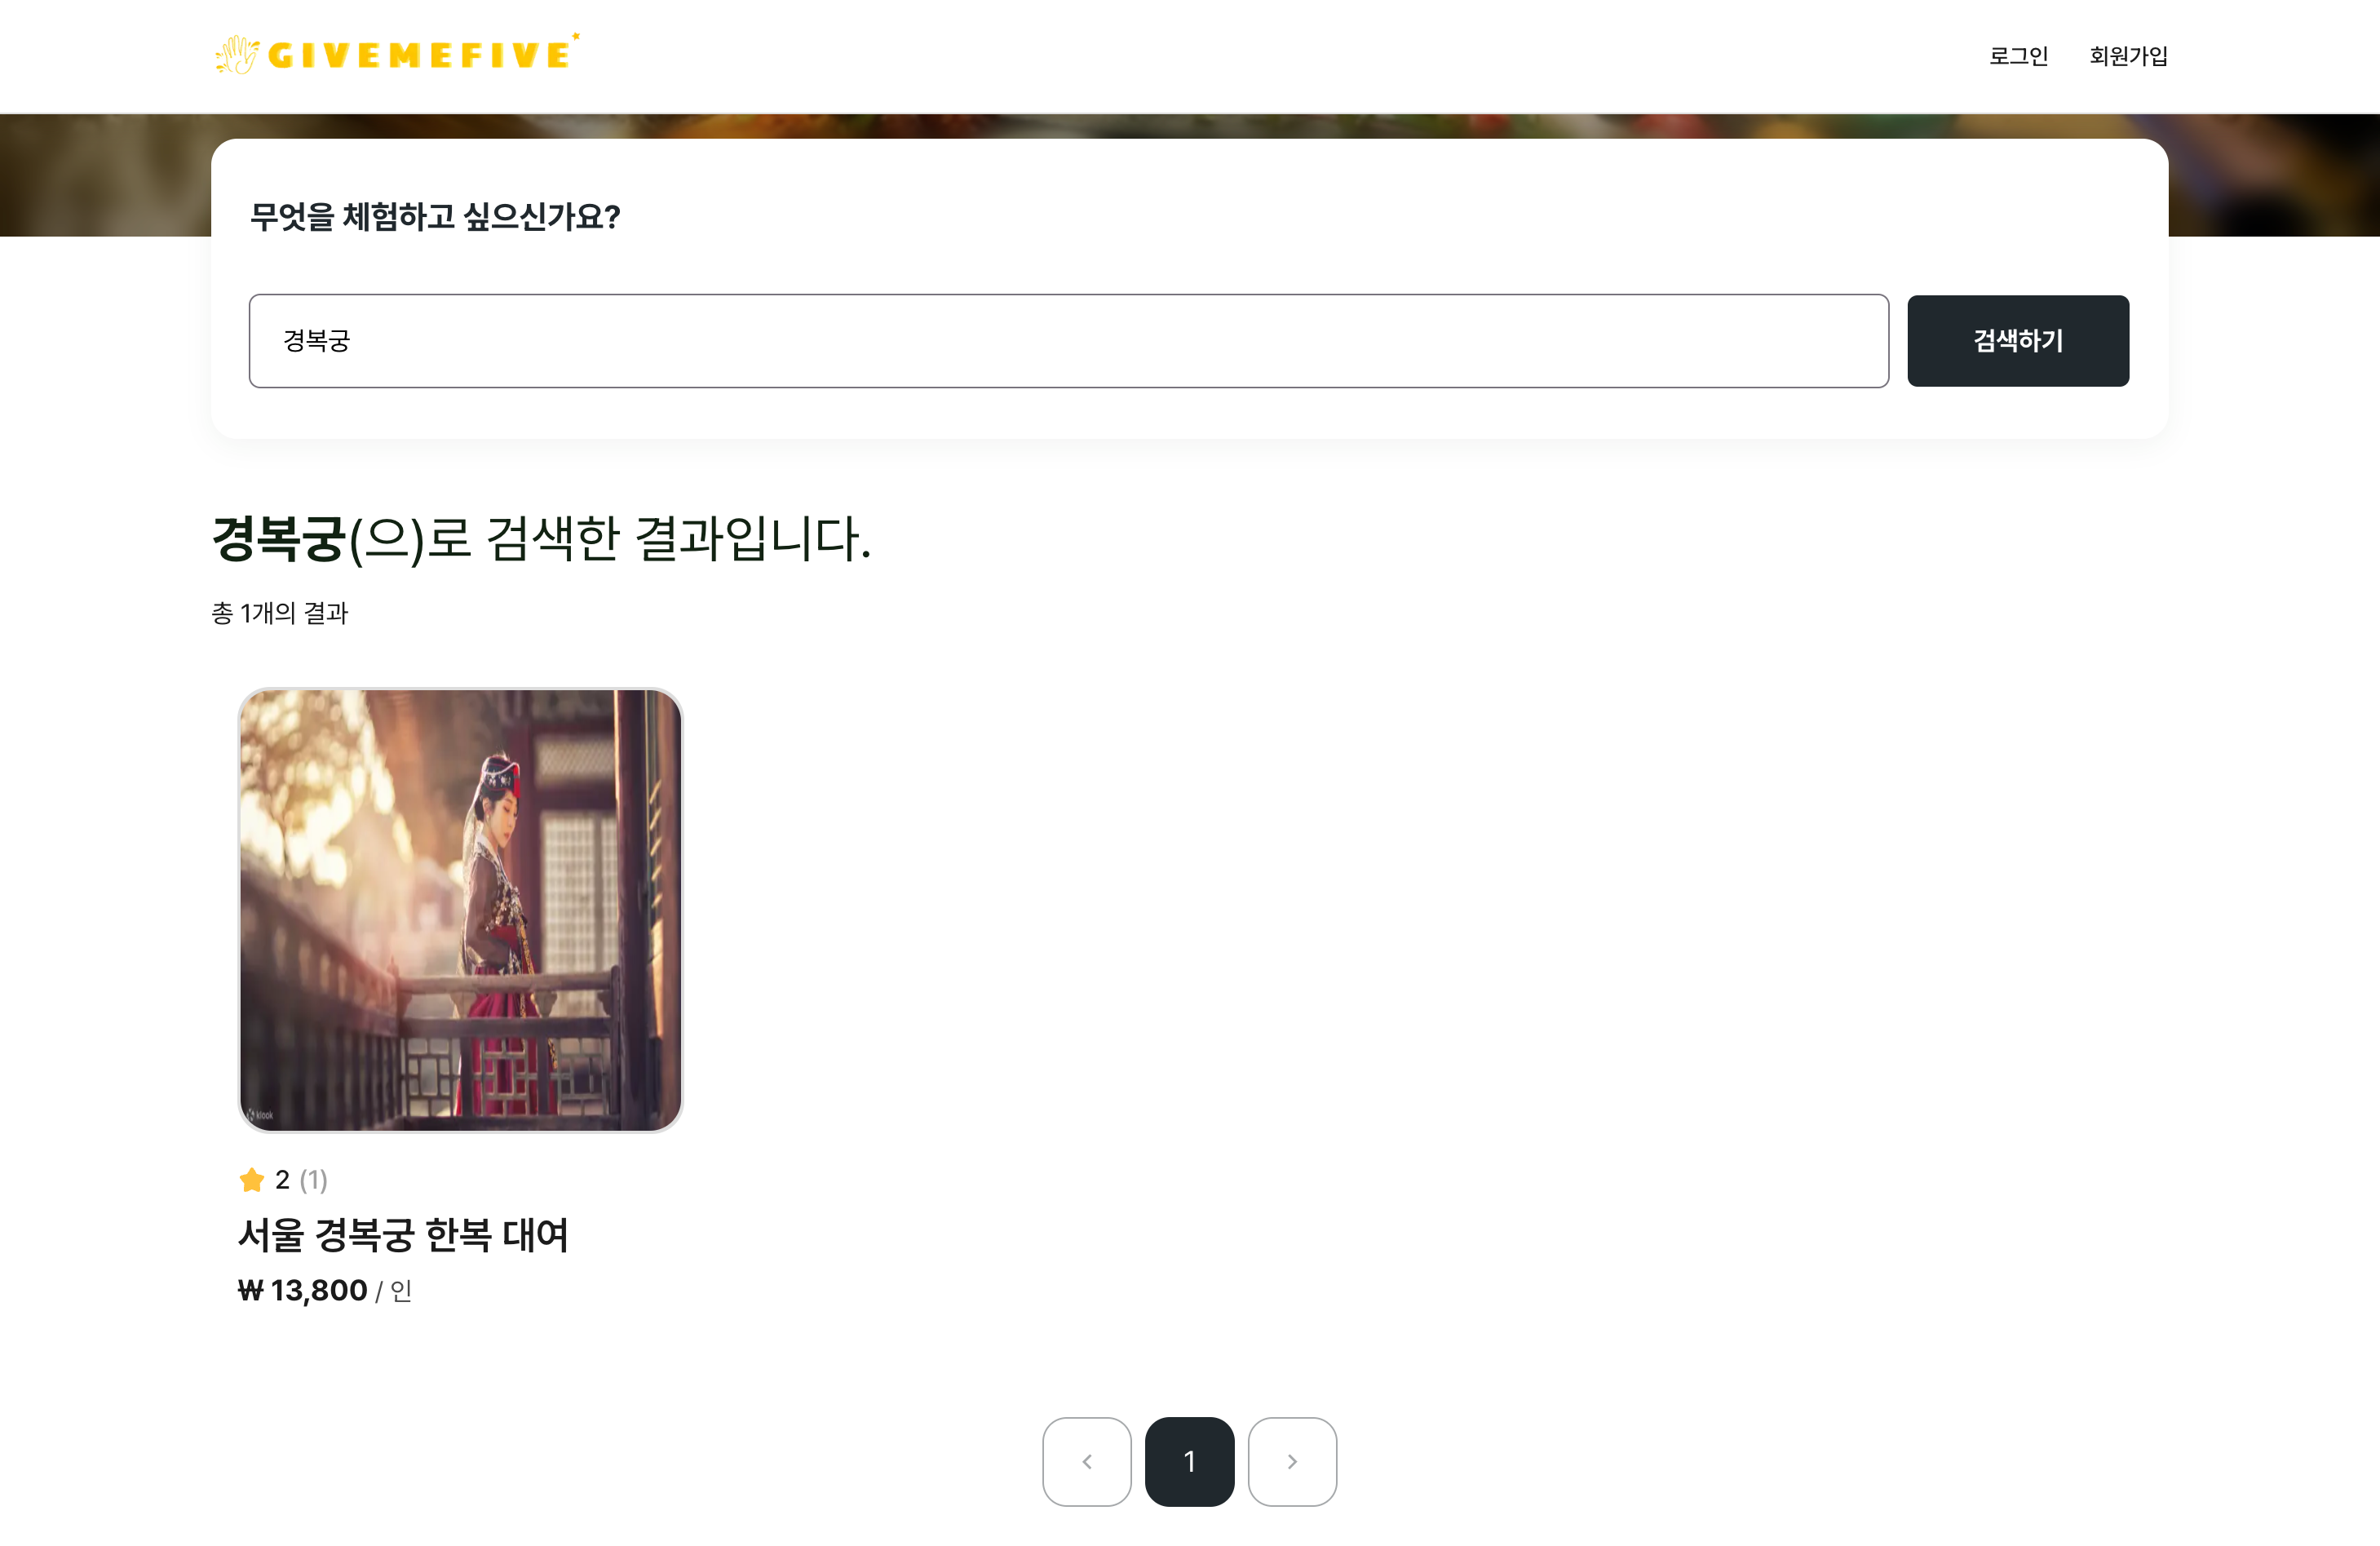 GIVEMEFIVE
로그인 회원가입
무엇을 체험하고 싶으신가요?
경복궁
검색하기
경복궁(으)로 검색한 결과입니다.
총 1개의 결과
klook
2 (1)
서울 경복궁 한복 대여
₩ 13,800 / 인
1